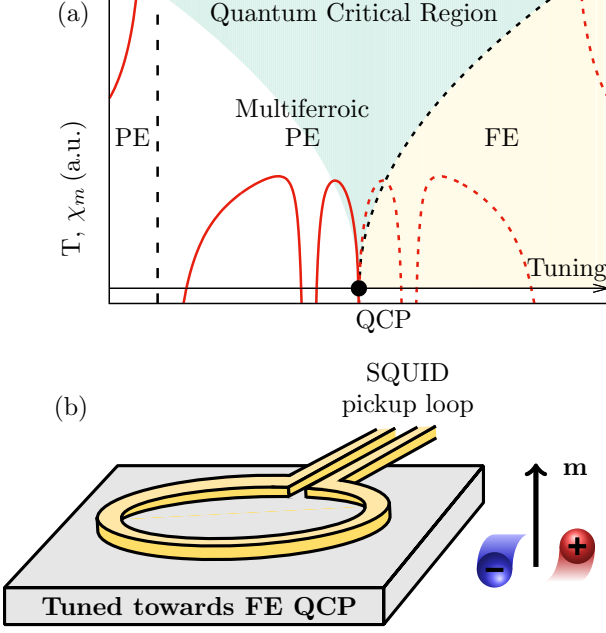 (a)
Quantum Critical Region
Multiferroic
PE
PE
FE
T, χₘ (a.u.)
Tuning
QCP
(b)
SQUID
pickup loop
m
−
+
Tuned towards FE QCP